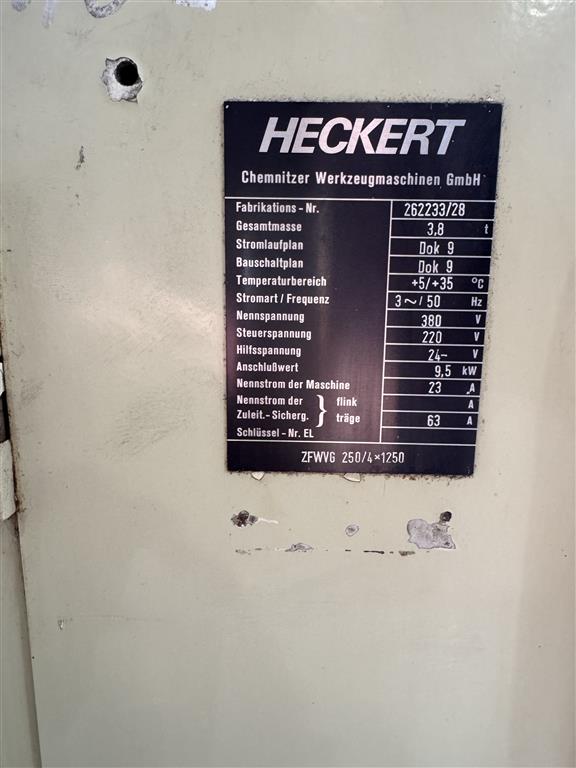 HECKERT
Chemnitzer Werkzeugmaschinen GmbH
Fabrikations - Nr. 262233/28
Gesamtmasse 3,8 t
Stromlaufplan Dok 9
Bauschaltplan Dok 9
Temperaturbereich +5/+35 °C
Stromart / Frequenz 3~/50 Hz
Nennspannung 380 V
Steuerspannung 220 V
Hilfsspannung 24- V
Anschlußwert 9,5 kW
Nennstrom der Maschine 23 A
Nennstrom der } flink A
Zuleit.- Sicherg. träge 63 A
Schlüssel - Nr. EL
ZFWVG 250/4×1250